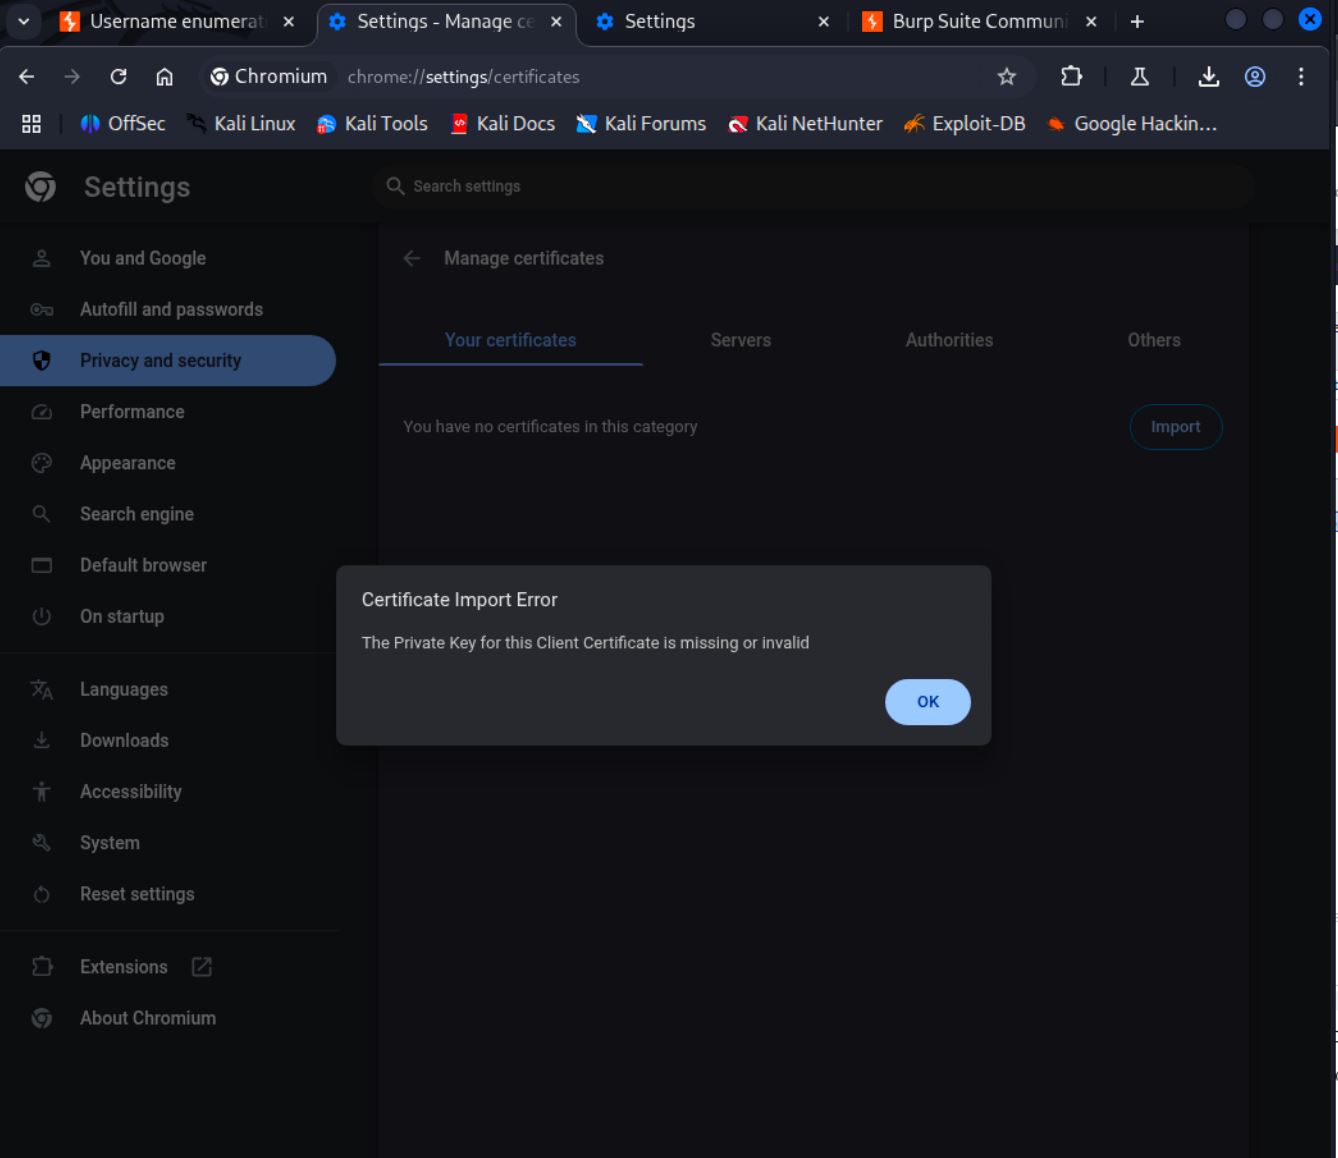 Username enumerat
Settings - Manage ce
Settings
Burp Suite Communi
Chromium chrome://settings/certificates
OffSec Kali Linux Kali Tools Kali Docs Kali Forums Kali NetHunter Exploit-DB Google Hackin...
Settings
Search settings
You and Google
Autofill and passwords
Privacy and security
Performance
Appearance
Search engine
Default browser
On startup
Languages
Downloads
Accessibility
System
Reset settings
Extensions
About Chromium
Manage certificates
Your certificates Servers Authorities Others
You have no certificates in this category Import
Certificate Import Error
The Private Key for this Client Certificate is missing or invalid
OK